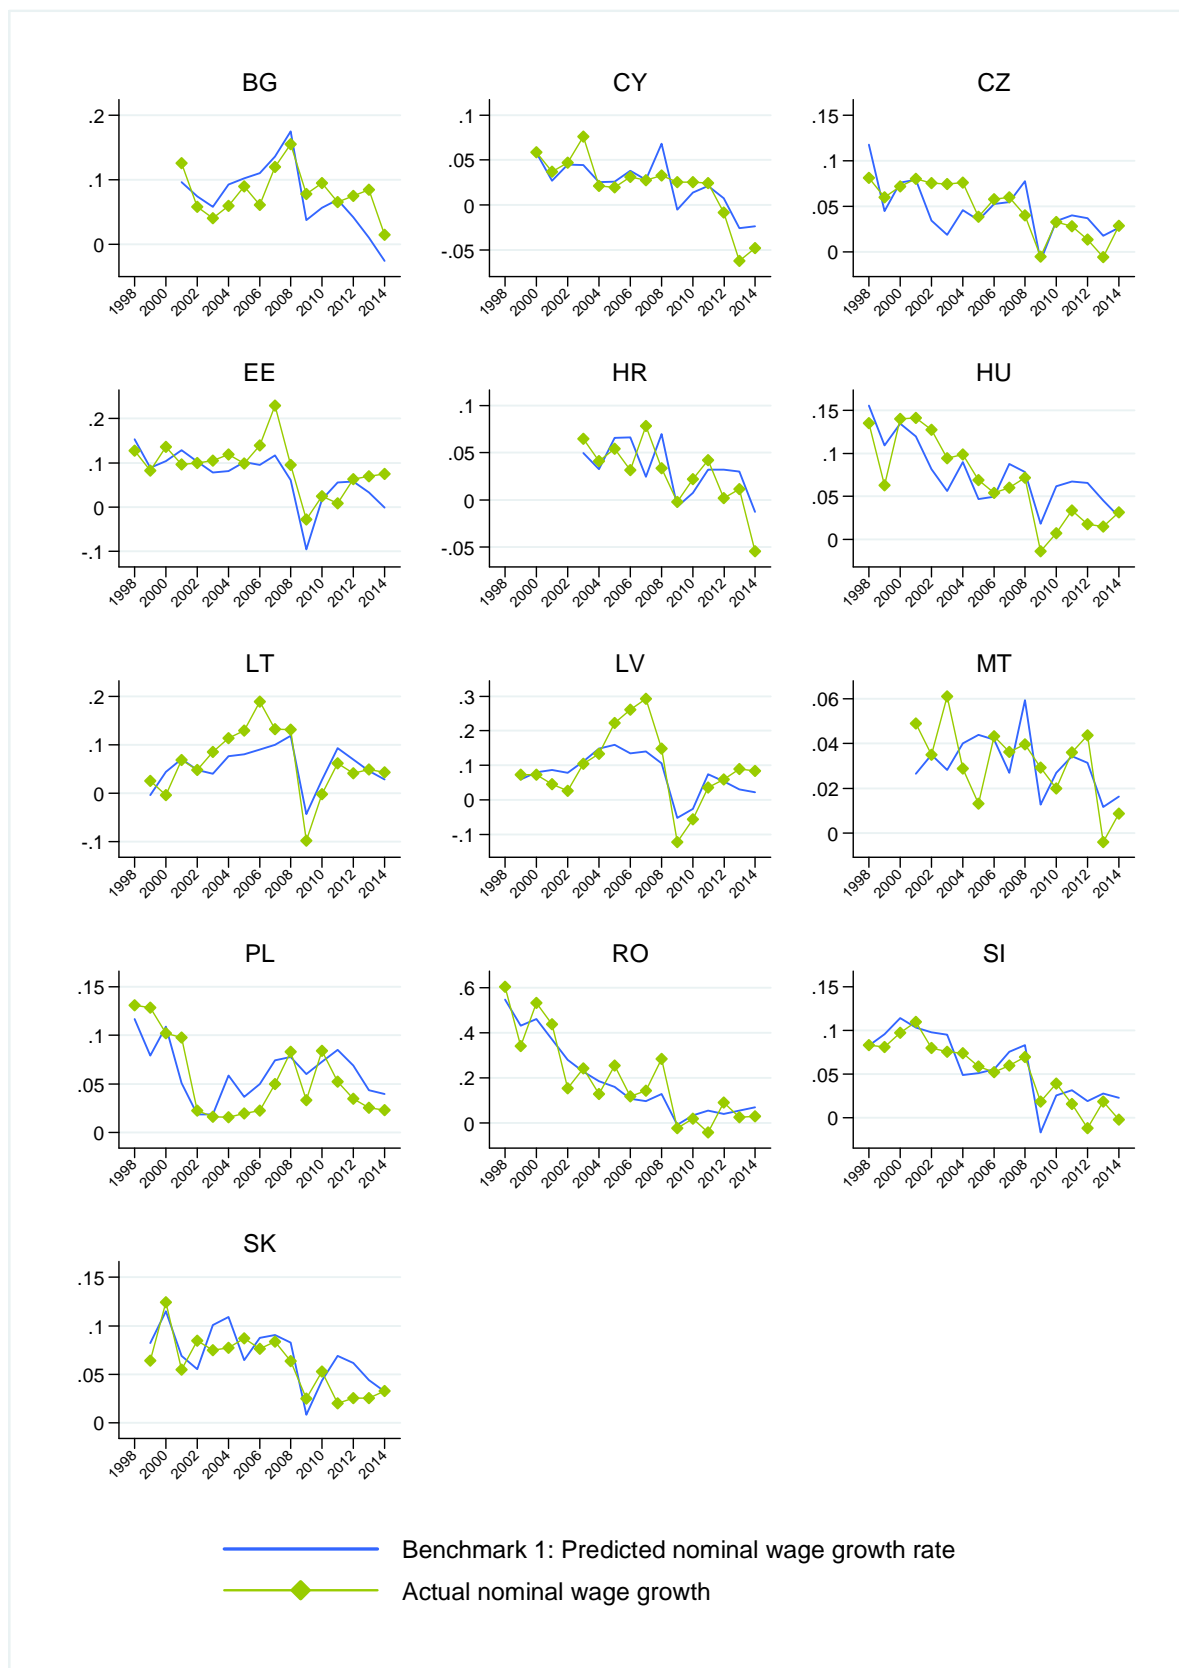 BG
.2
.1
0
1998 2000 2002 2004 2006 2008 2010 2012 2014
CY
.1
0.05
0
-.05
1998 2000 2002 2004 2006 2008 2010 2012 2014
CZ
.15
.1
0.05
0
1998 2000 2002 2004 2006 2008 2010 2012 2014
EE
.2
.1
0
-.1
1998 2000 2002 2004 2006 2008 2010 2012 2014
HR
.1
0.05
0
-.05
1998 2000 2002 2004 2006 2008 2010 2012 2014
HU
.15
.1
0.05
0
1998 2000 2002 2004 2006 2008 2010 2012 2014
LT
.2
.1
0
-.1
1998 2000 2002 2004 2006 2008 2010 2012 2014
LV
.3
.2
.1
0
-.1
1998 2000 2002 2004 2006 2008 2010 2012 2014
MT
.06
.04
.02
0
1998 2000 2002 2004 2006 2008 2010 2012 2014
PL
.15
.1
.05
0
1998 2000 2002 2004 2006 2008 2010 2012 2014
RO
.6
.4
.2
0
1998 2000 2002 2004 2006 2008 2010 2012 2014
SI
.15
.1
.05
0
1998 2000 2002 2004 2006 2008 2010 2012 2014
SK
.15
.1
.05
0
1998 2000 2002 2004 2006 2008 2010 2012 2014
Benchmark 1: Predicted nominal wage growth rate
Actual nominal wage growth